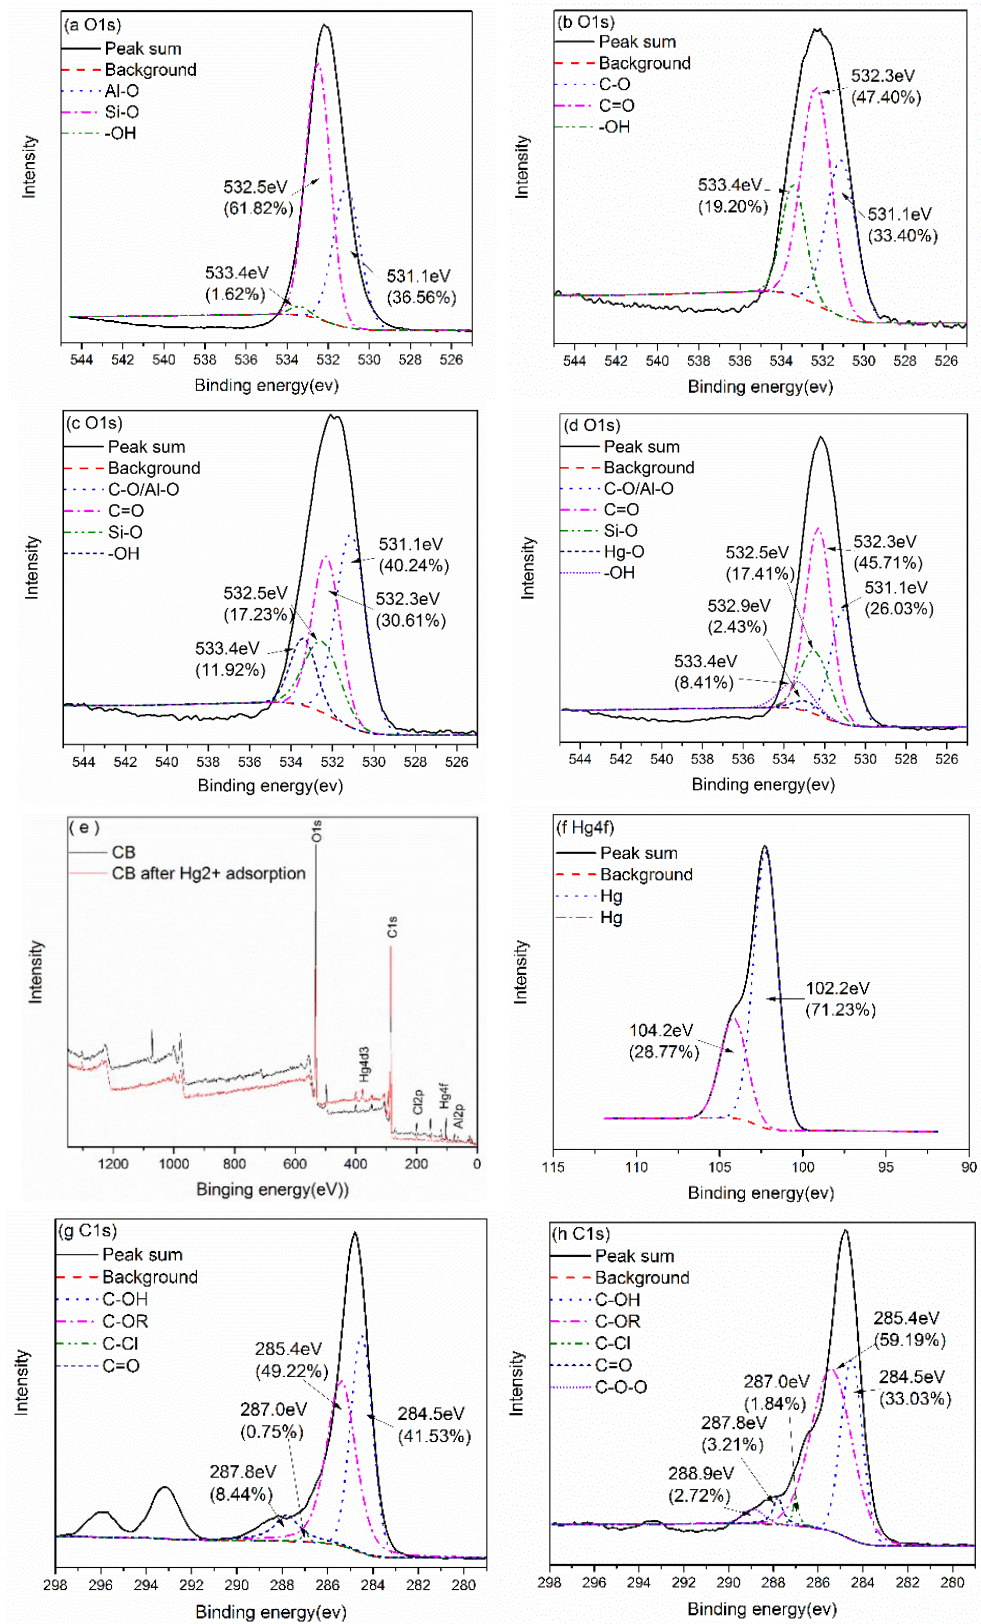 (a O1s)
Peak sum
Background
Al-O
Si-O
-OH
532.5eV
(61.82%)
533.4eV
(1.62%)
531.1eV
(36.56%)
Intensity
544 542 540 538 536 534 532 530 528 526
Binding energy(ev)
(b O1s)
Peak sum
Background
C-O
C=O
-OH
532.3eV
(47.40%)
533.4eV
(19.20%)
531.1eV
(33.40%)
Intensity
544 542 540 538 536 534 532 530 528 526
Binding energy(ev)
(c O1s)
Peak sum
Background
C-O/Al-O
C=O
Si-O
-OH
531.1eV
(40.24%)
532.5eV
(17.23%)
532.3eV
(30.61%)
533.4eV
(11.92%)
Intensity
544 542 540 538 536 534 532 530 528 526
Binding energy(ev)
(d O1s)
Peak sum
Background
C-O/Al-O
C=O
Si-O
Hg-O
-OH
532.3eV
(45.71%)
532.5eV
(17.41%)
531.1eV
(26.03%)
532.9eV
(2.43%)
533.4eV
(8.41%)
Intensity
544 542 540 538 536 534 532 530 528 526
Binding energy(ev)
( e )
CB
CB after Hg2+ adsorption
O1s
C1s
Hg4d3
Cl2p
Hg4f
Al2p
Intensity
1200 1000 800 600 400 200 0
Binging energy(eV))
(f Hg4f)
Peak sum
Background
Hg
Hg
102.2eV
(71.23%)
104.2eV
(28.77%)
Intensity
115 110 105 100 95 90
Binding energy(ev)
(g C1s)
Peak sum
Background
C-OH
C-OR
C-Cl
C=O
285.4eV
(49.22%)
287.0eV
(0.75%)
284.5eV
(41.53%)
287.8eV
(8.44%)
Intensity
298 296 294 292 290 288 286 284 282 280
Binding energy(ev)
(h C1s)
Peak sum
Background
C-OH
C-OR
C-Cl
C=O
C-O-O
285.4eV
(59.19%)
287.0eV
(1.84%)
284.5eV
(33.03%)
287.8eV
(3.21%)
288.9eV
(2.72%)
Intensity
298 296 294 292 290 288 286 284 282 280
Binding energy(ev)